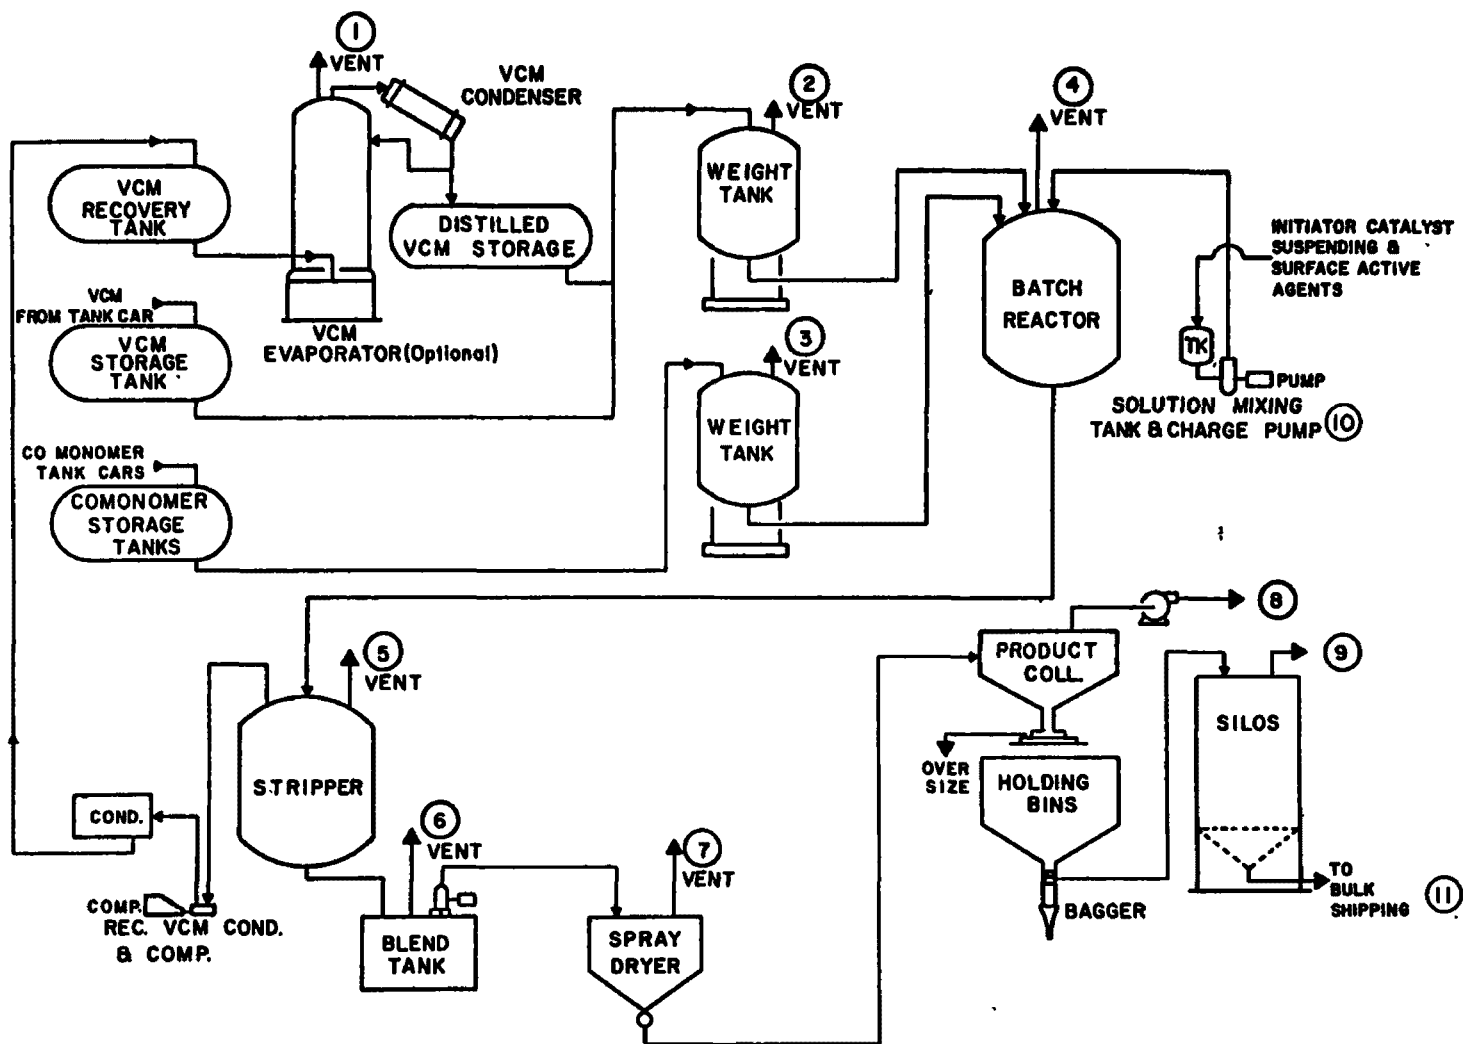 1
VENT
VCM
CONDENSER
2
VENT
4
VENT
VCM
RECOVERY
TANK
DISTILLED
VCM STORAGE
WEIGHT
TANK
INITIATOR CATALYST
SUSPENDING &
SURFACE ACTIVE
AGENTS
VCM
FROM TANK CAR
VCM
STORAGE
TANK
VCM
EVAPORATOR(Optional)
3
VENT
BATCH
REACTOR
TK
PUMP
SOLUTION MIXING
TANK & CHARGE PUMP 10
CO MONOMER
TANK CARS
COMONOMER
STORAGE
TANKS
WEIGHT
TANK
5
VENT
STRIPPER
PRODUCT
COLL.
8
9
OVER
SIZE
HOLDING
BINS
SILOS
COND.
6
VENT
7
VENT
COMP.
REC. VCM COND.
& COMP.
BLEND
TANK
SPRAY
DRYER
BAGGER
TO
BULK
SHIPPING
11